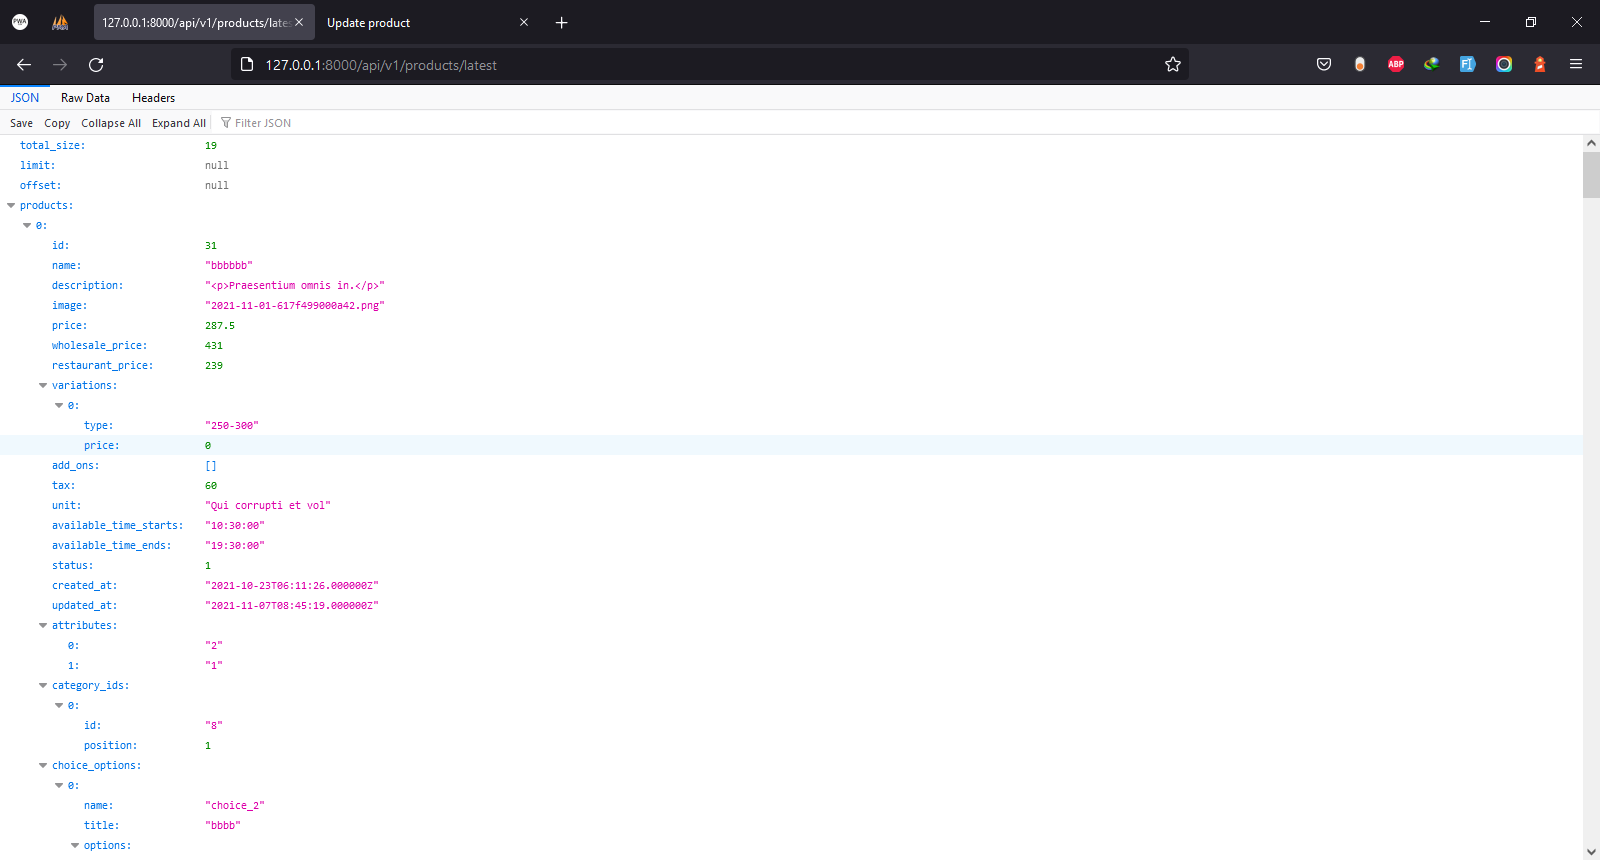 PWA
127.0.0.1:8000/api/v1/products/late
Update product
127.0.0.1:8000/api/v1/products/latest
ABP
JSON Raw Data Headers
Save Copy Collapse All Expand All Filter JSON
total_size: 19
limit: null
offset: null
products:
0:
id: 31
name: "bbbbbb"
description: "<p>Praesentium omnis in.</p>"
image: "2021-11-01-617f499000a42.png"
price: 287.5
wholesale_price: 431
restaurant_price: 239
variations:
0:
type: "250-300"
price: 0
add_ons: []
tax: 60
unit: "Qui corrupti et vol"
available_time_starts: "10:30:00"
available_time_ends: "19:30:00"
status: 1
created_at: "2021-10-23T06:11:26.000000Z"
updated_at: "2021-11-07T08:45:19.000000Z"
attributes:
0: "2"
1: "1"
category_ids:
0:
id: "8"
position: 1
choice_options:
0:
name: "choice_2"
title: "bbbb"
options: